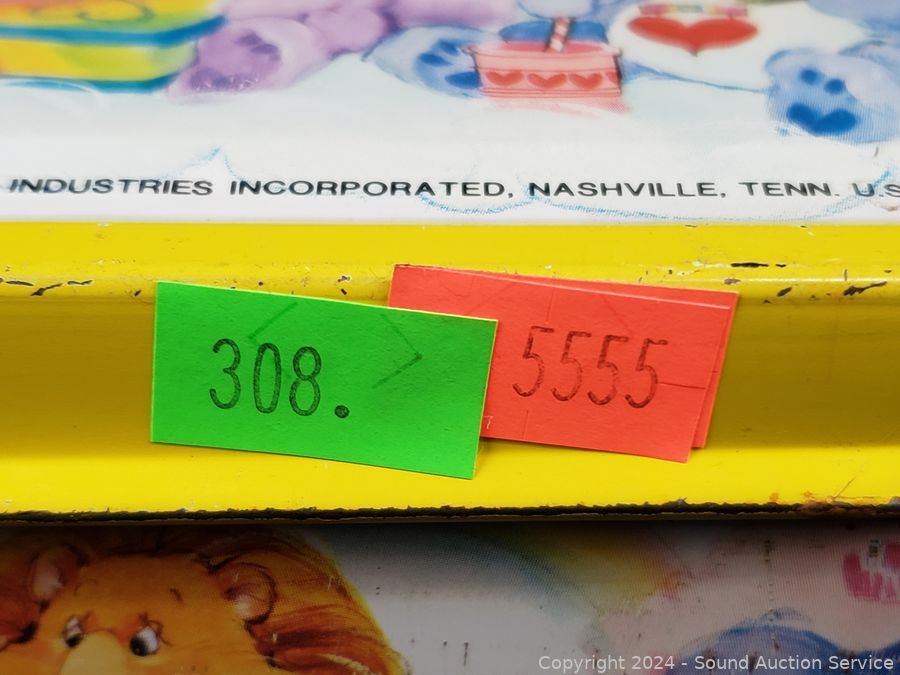 INDUSTRIES INCORPORATED, NASHVILLE, TENN. U.S
308.
5555
Copyright 2024 - Sound Auction Service